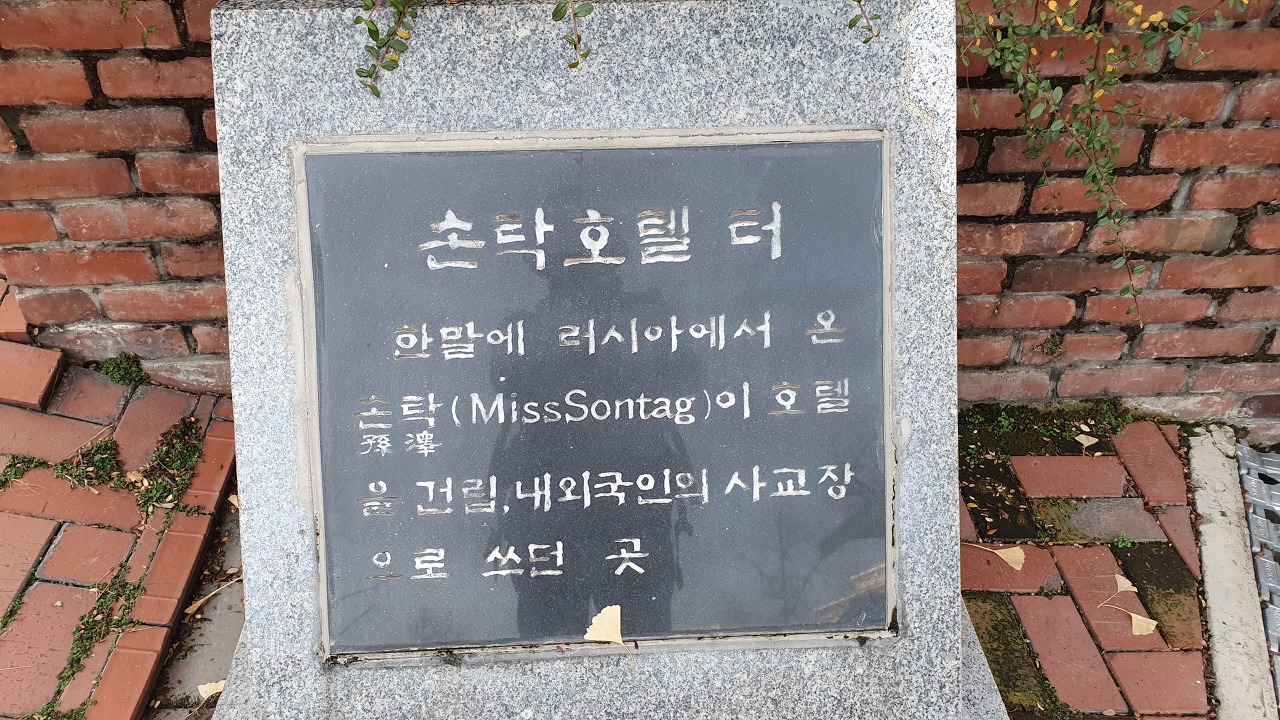 손탁호텔 터
한말에 러시아에서 온
손탁(MissSontag)이 호텔
孫澤
을 건립,내외국인의 사교장
으로 쓰던 곳